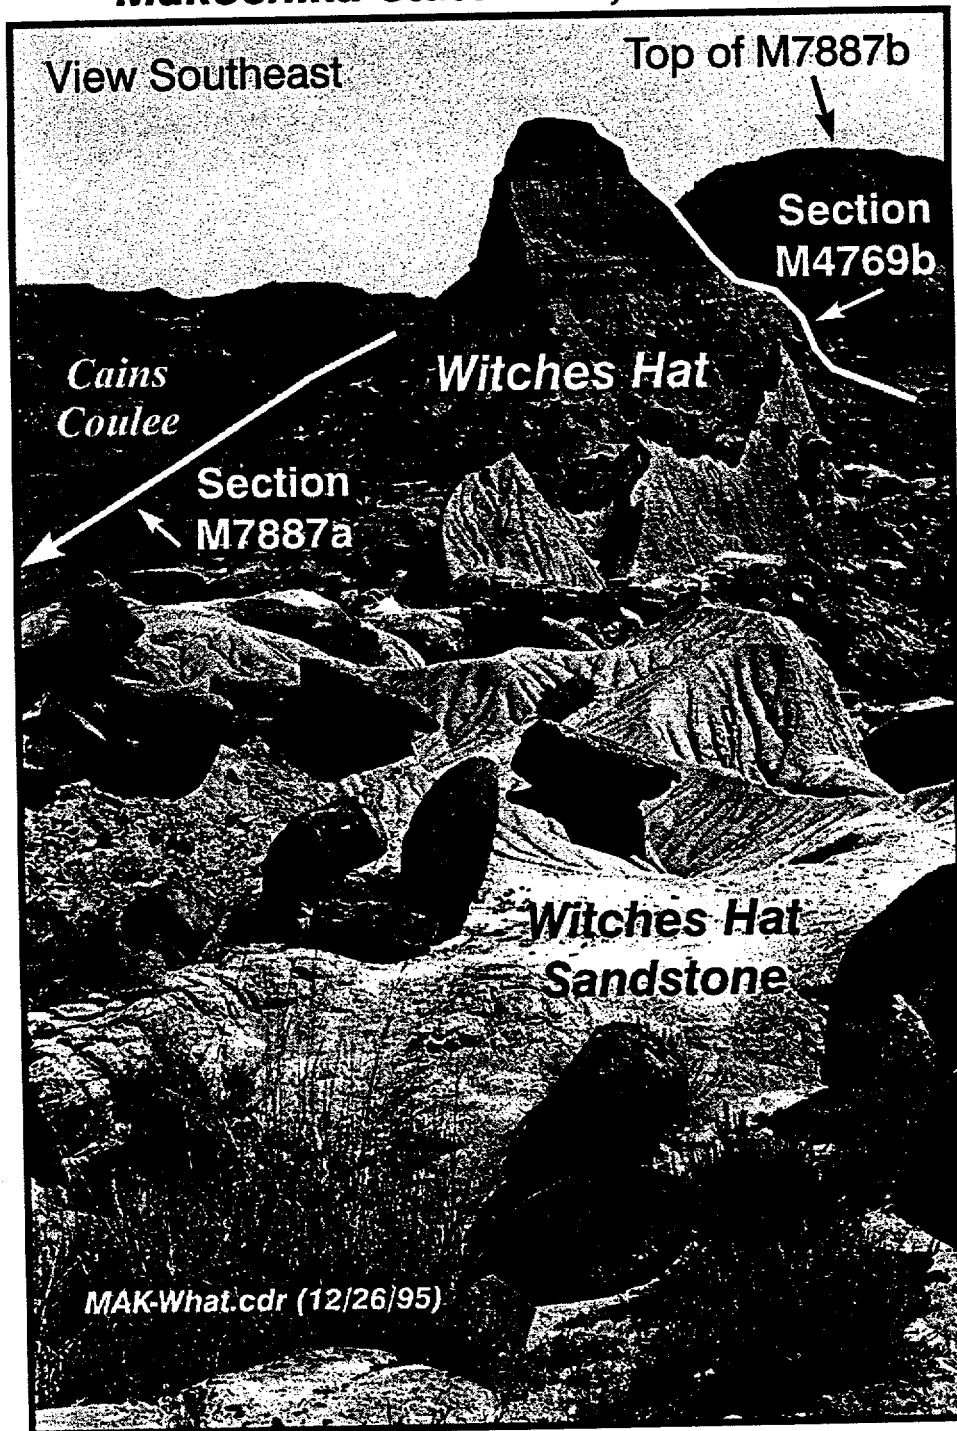 View Southeast
Top of M7887b
Section
M4769b
Cains
Coulee
Witches Hat
Section
M7887a
Witches Hat
Sandstone
MAK-What.cdr (12/26/95)